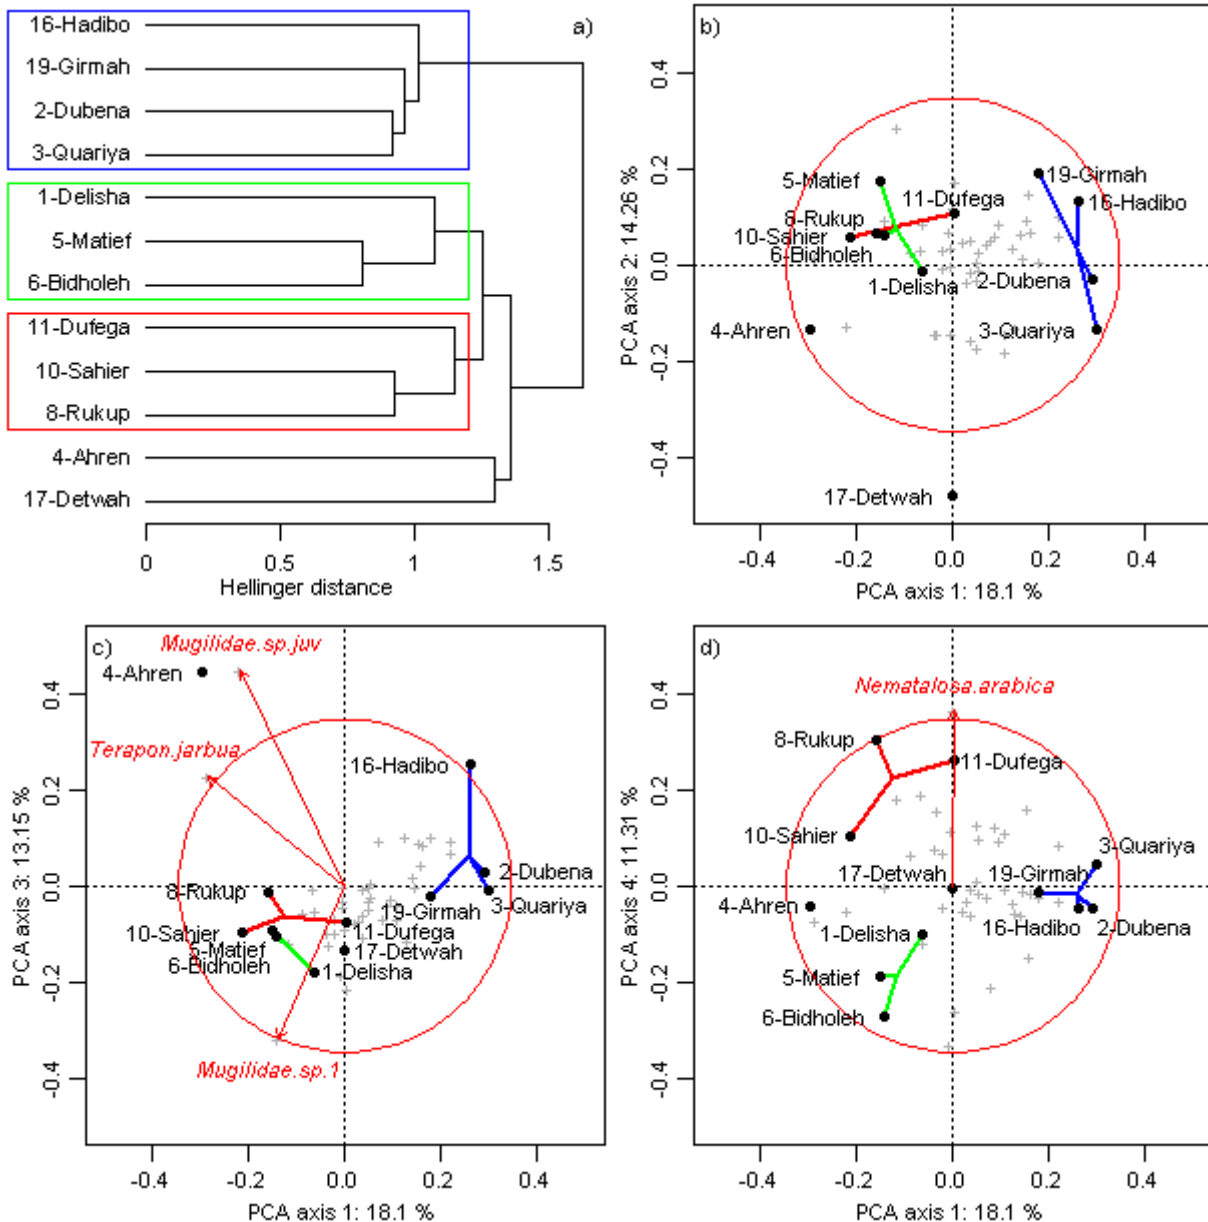 a)
16-Hadibo
19-Girmah
2-Dubena
3-Quariya
1-Delisha
5-Matief
6-Bidholeh
11-Dufega
10-Sahier
8-Rukup
4-Ahren
17-Detwah
0 0.5 1 1.5
Hellinger distance
b)
PCA axis 2: 14.26 %
0.4
0.2
0.0
-0.2
-0.4
5-Matief
19-Girmah
11-Dufega
16-Hadibo
8-Rukup
10-Sahier
6-Bidholeh
1-Delisha
2-Dubena
4-Ahren
3-Quariya
17-Detwah
-0.4 -0.2 0.0 0.2 0.4
PCA axis 1: 18.1 %
c)
PCA axis 3: 13.15 %
0.4
0.2
0.0
-0.2
-0.4
Mugilidae.sp.juv
4-Ahren
Terapon.jarbua
16-Hadibo
8-Rukup
2-Dubena
3-Quariya
19-Girmah
10-Sahier
11-Dufega
5-Matief
17-Detwah
6-Bidholeh
1-Delisha
Mugilidae.sp.1
-0.4 -0.2 0.0 0.2 0.4
PCA axis 1: 18.1 %
d)
PCA axis 4: 11.31 %
0.4
0.2
0.0
-0.2
-0.4
Nematalosa.arabica
8-Rukup
11-Dufega
10-Sahier
3-Quariya
17-Detwah
19-Girmah
4-Ahren
1-Delisha
16-Hadibo
2-Dubena
5-Matief
6-Bidholeh
-0.4 -0.2 0.0 0.2 0.4
PCA axis 1: 18.1 %